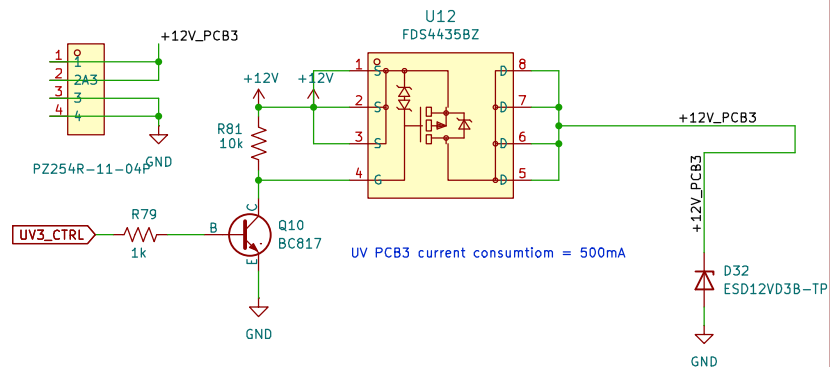 U12
FDS4435BZ
+12V_PCB3
1 1
2 2A3
3 3
4 4
GND
PZ254R-11-04P
+12V
+12V
R81
10k
1 S D 8
2 S D 7
3 S D 6
4 G D 5
+12V_PCB3
+12V_PCB3
UV3_CTRL
R79
1k
B
C
E
Q10
BC817
GND
UV PCB3 current consumtiom = 500mA
D32
ESD12VD3B-TP
GND